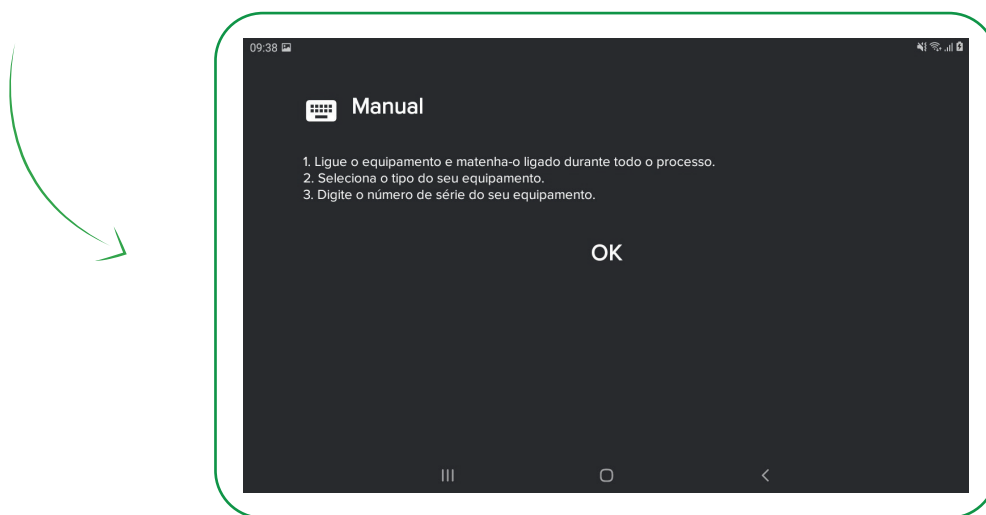 09:38
Manual
1. Ligue o equipamento e matenha-o ligado durante todo o processo.
2. Seleciona o tipo do seu equipamento.
3. Digite o número de série do seu equipamento.
OK